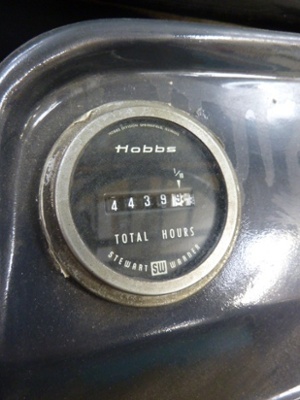 Hobbs
1/10
4439
TOTAL HOURS
STEWART SW WARNER